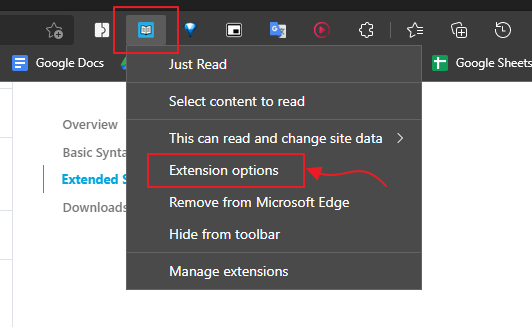 Google Docs
Google Sheets
Just Read
Select content to read
This can read and change site data
Extension options
Remove from Microsoft Edge
Hide from toolbar
Manage extensions
Overview
Basic Synta
Extended S
Downloads